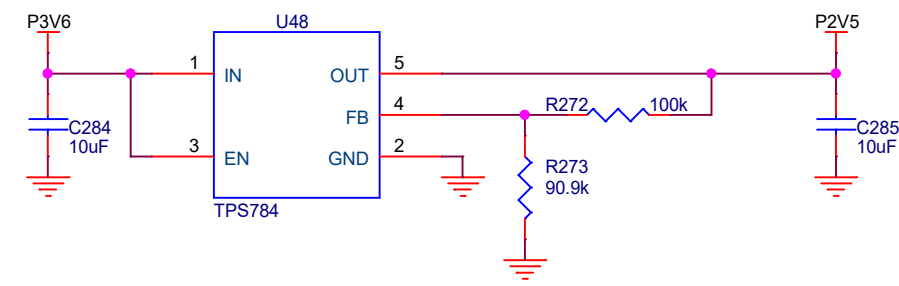 P3V6
U48
P2V5
1
IN
OUT
5
FB
4
R272
100k
C284
10uF
3
EN
GND
2
R273
90.9k
C285
10uF
TPS784